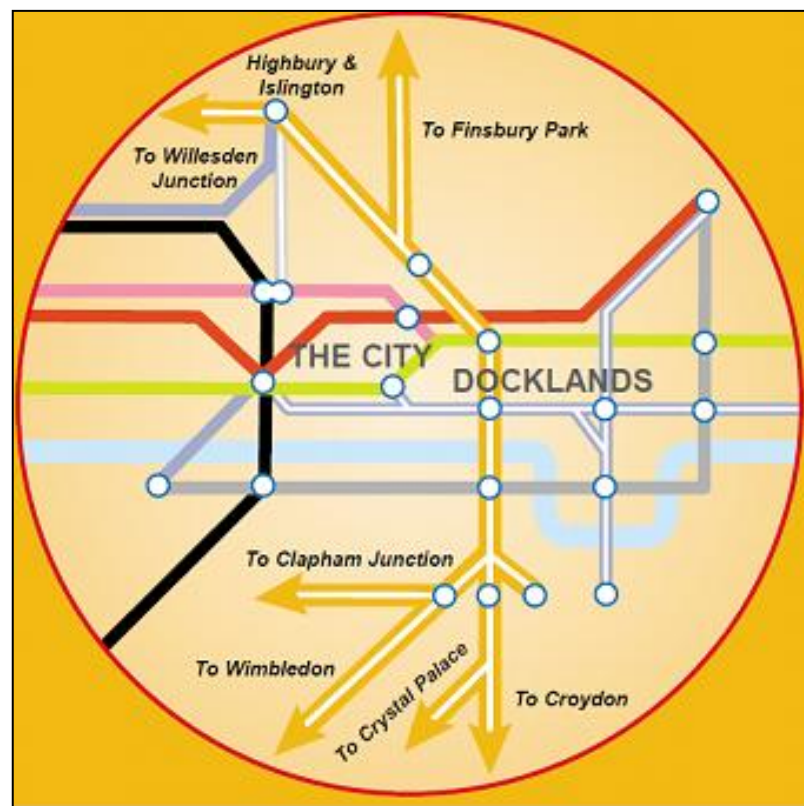 Highbury &
Islington
To Finsbury Park
To Willesden
Junction
THE CITY
DOCKLANDS
To Clapham Junction
To Wimbledon
To Crystal Palace
To Croydon